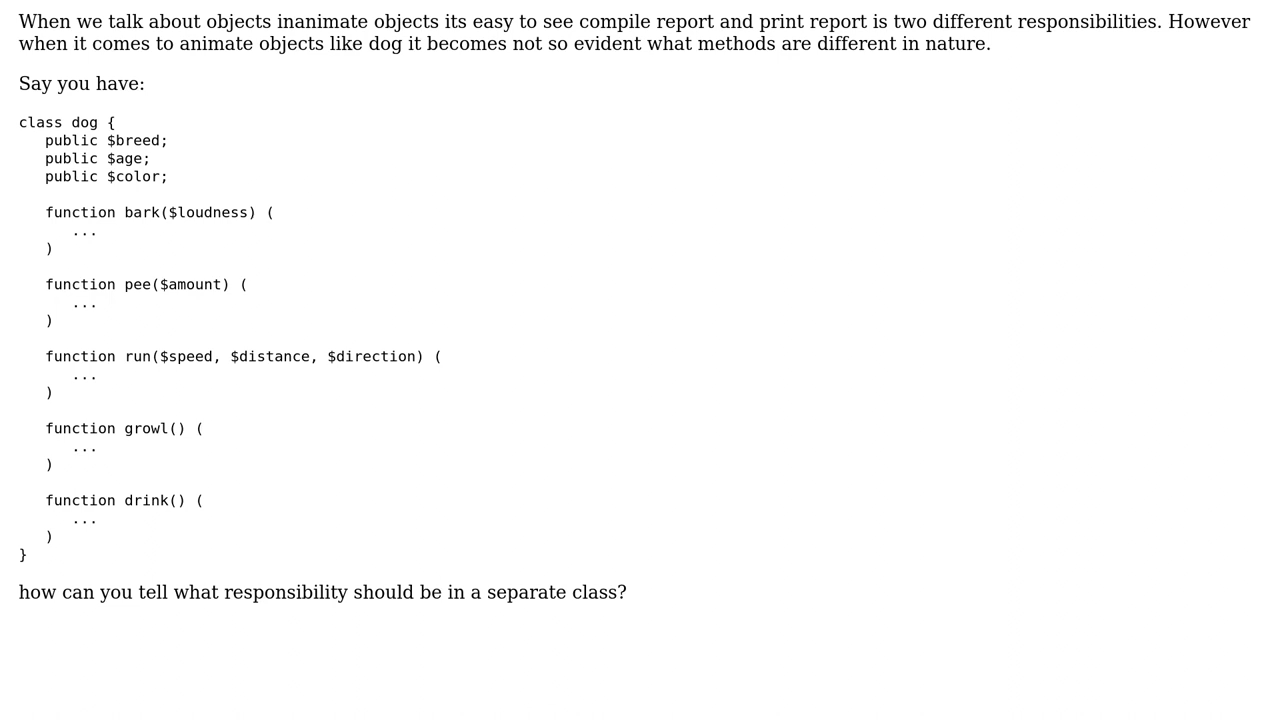 When we talk about objects inanimate objects its easy to see compile report and print report is two different responsibilities. However
when it comes to animate objects like dog it becomes not so evident what methods are different in nature.
Say you have:
class dog {
   public $breed;
   public $age;
   public $color;
   function bark($loudness) (
      ...
   )
   function pee($amount) (
      ...
   )
   function run($speed, $distance, $direction) (
      ...
   )
   function growl() (
      ...
   )
   function drink() (
      ...
   )
}
how can you tell what responsibility should be in a separate class?